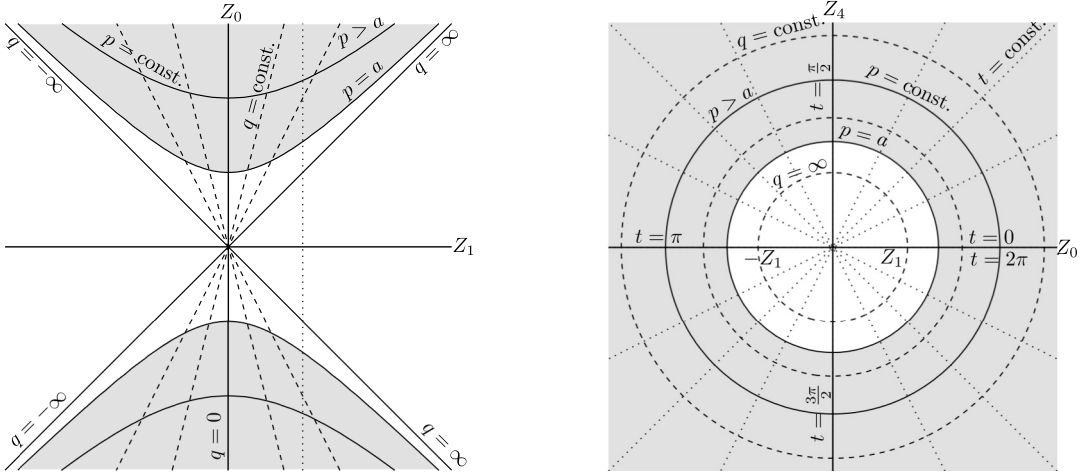 Z₀
q = −∞
p = const.
q = const.
p > a
p = a
q = ∞
Z₁
q = −∞
q = 0
q = ∞
Z₄
q = const.
t = const.
t = π/2
p = const.
p > a
p = a
q = ∞
t = π
−Z₁
Z₁
t = 0
t = 2π
Z₀
t = 3π/2